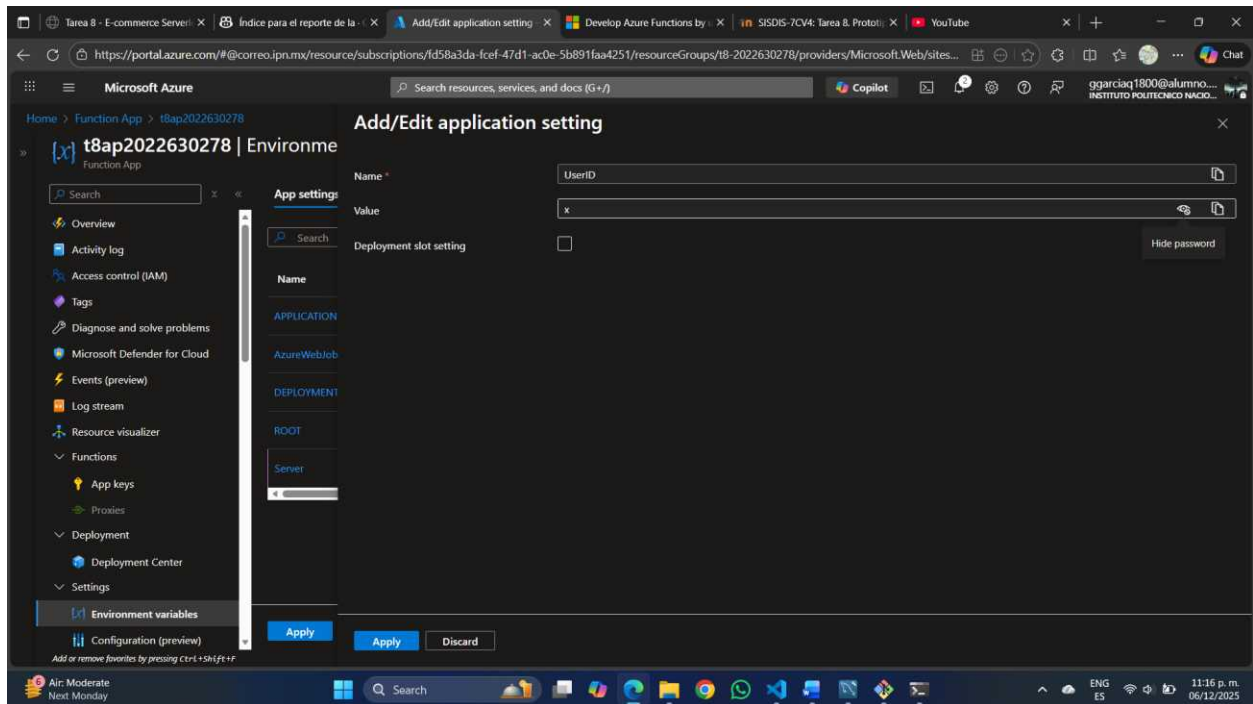 Tarea 8 - E-commerce Serverl
Índice para el reporte de la - C
Add/Edit application setting
Develop Azure Functions by u
SISDIS-7CV4: Tarea 8. Prototip
YouTube
https://portal.azure.com/#@correo.ipn.mx/resource/subscriptions/fd58a3da-fcef-47d1-ac0e-5b891faa4251/resourceGroups/t8-2022630278/providers/Microsoft.Web/sites...
Chat
Microsoft Azure
Search resources, services, and docs (G+/)
Copilot
ggarciaq1800@alumno....
INSTITUTO POLITECNICO NACIO...
Home > Function App > t8ap2022630278
t8ap2022630278 | Environme
Function App
Search
Overview
Activity log
Access control (IAM)
Tags
Diagnose and solve problems
Microsoft Defender for Cloud
Events (preview)
Log stream
Resource visualizer
Functions
App keys
Proxies
Deployment
Deployment Center
Settings
Environment variables
Configuration (preview)
Add or remove favorites by pressing Ctrl+Shift+F
App settings
Search
Name
APPLICATION
AzureWebJob
DEPLOYMENT
ROOT
Server
Apply
Add/Edit application setting
Name *
UserID
Value
x
Deployment slot setting
Hide password
Apply
Discard
6
Air: Moderate
Next Monday
Search
ENG
ES
11:16 p. m.
06/12/2025